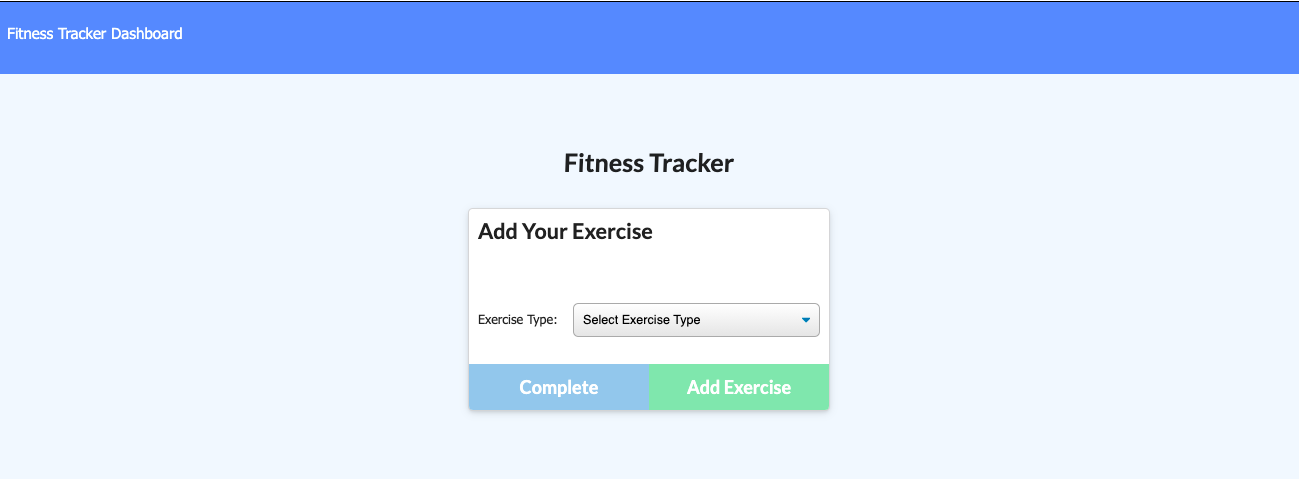 Fitness Tracker Dashboard
Fitness Tracker
Add Your Exercise
Exercise Type: Select Exercise Type
Complete Add Exercise